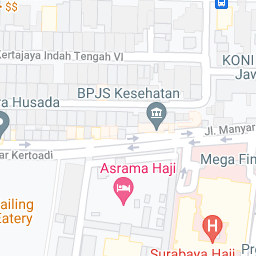 $$
KONI
Jaw
Kertajaya Indah Tengah VI
BPJS Kesehatan
ra Husada
Jl. Manyar
ar Kertoadi
Mega Fin
Asrama Haji
ailing
Eatery
H
Surabaya Haji
Pro